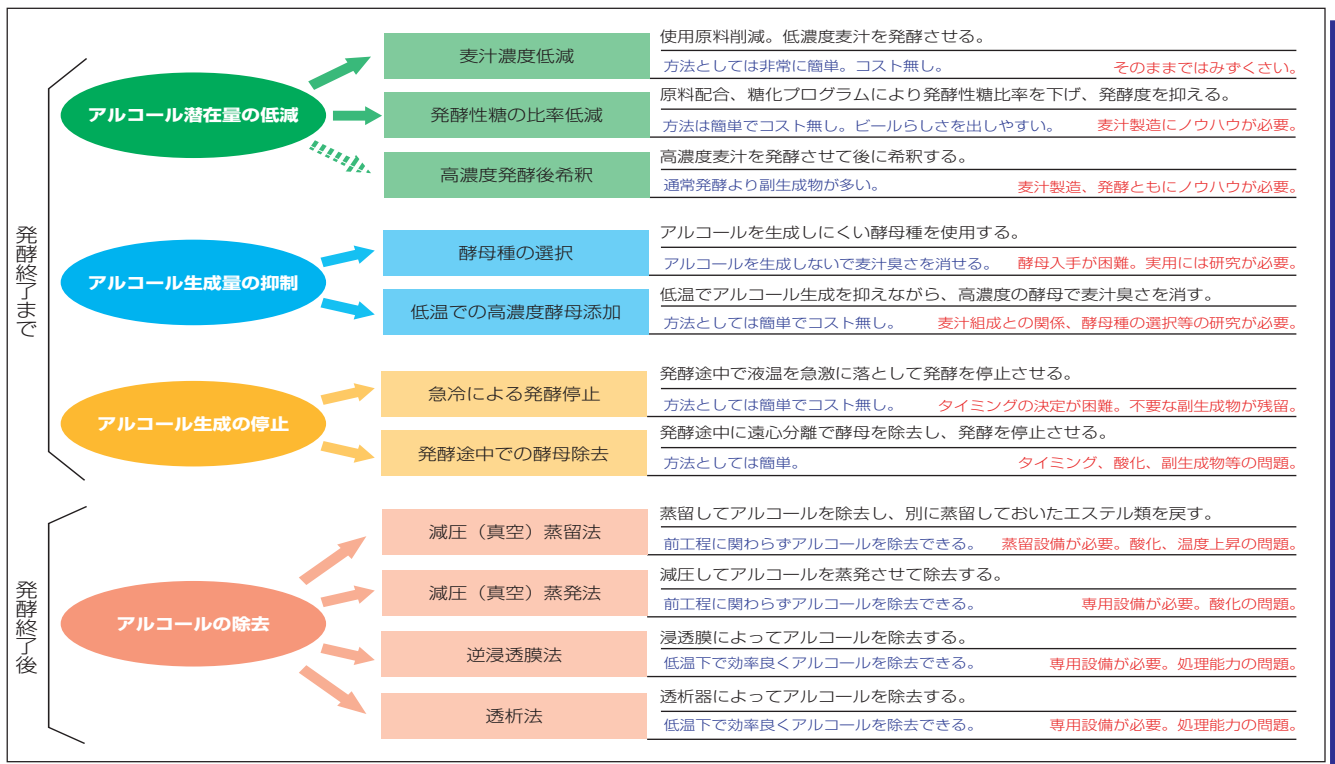 発酵終了まで
アルコール潜在量の低減
麦汁濃度低減
使用原料削減。低濃度麦汁を発酵させる。
方法としては非常に簡単。コスト無し。 そのままではみずくさい。
発酵性糖の比率低減
原料配合、糖化プログラムにより発酵性糖比率を下げ、発酵度を抑える。
方法は簡単でコスト無し。ビールらしさを出しやすい。 麦汁製造にノウハウが必要。
高濃度発酵後希釈
高濃度麦汁を発酵させて後に希釈する。
通常発酵より副生成物が多い。 麦汁製造、発酵ともにノウハウが必要。
アルコール生成量の抑制
酵母種の選択
アルコールを生成しにくい酵母種を使用する。
アルコールを生成しないで麦汁臭さを消せる。 酵母入手が困難。実用には研究が必要。
低温での高濃度酵母添加
低温でアルコール生成を抑えながら、高濃度の酵母で麦汁臭さを消す。
方法としては簡単でコスト無し。 麦汁組成との関係、酵母種の選択等の研究が必要。
アルコール生成の停止
急冷による発酵停止
発酵途中で液温を急激に落として発酵を停止させる。
方法としては簡単でコスト無し。 タイミングの決定が困難。不要な副生成物が残留。
発酵途中での酵母除去
発酵途中に遠心分離で酵母を除去し、発酵を停止させる。
方法としては簡単。 タイミング、酸化、副生成物等の問題。
発酵終了後
アルコールの除去
減圧（真空）蒸留法
蒸留してアルコールを除去し、別に蒸留しておいたエステル類を戻す。
前工程に関わらずアルコールを除去できる。 蒸留設備が必要。酸化、温度上昇の問題。
減圧（真空）蒸発法
減圧してアルコールを蒸発させて除去する。
前工程に関わらずアルコールを除去できる。 専用設備が必要。酸化の問題。
逆浸透膜法
浸透膜によってアルコールを除去する。
低温下で効率良くアルコールを除去できる。 専用設備が必要。処理能力の問題。
透析法
透析器によってアルコールを除去する。
低温下で効率良くアルコールを除去できる。 専用設備が必要。処理能力の問題。